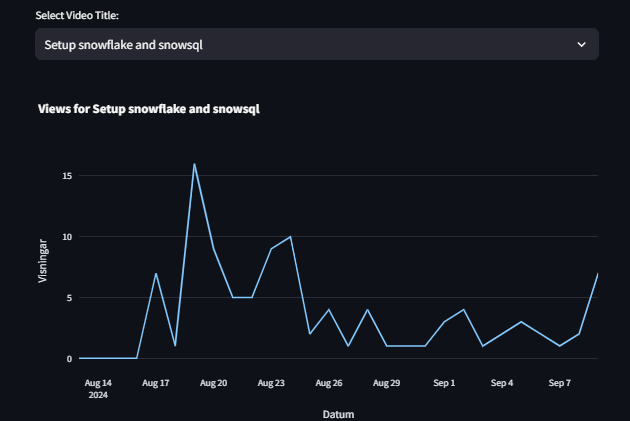 Select Video Title:
Setup snowflake and snowsql
Views for Setup snowflake and snowsql
15
10
5
0
Visningar
Aug 14 Aug 17 Aug 20 Aug 23 Aug 26 Aug 29 Sep 1 Sep 4 Sep 7
2024
Datum